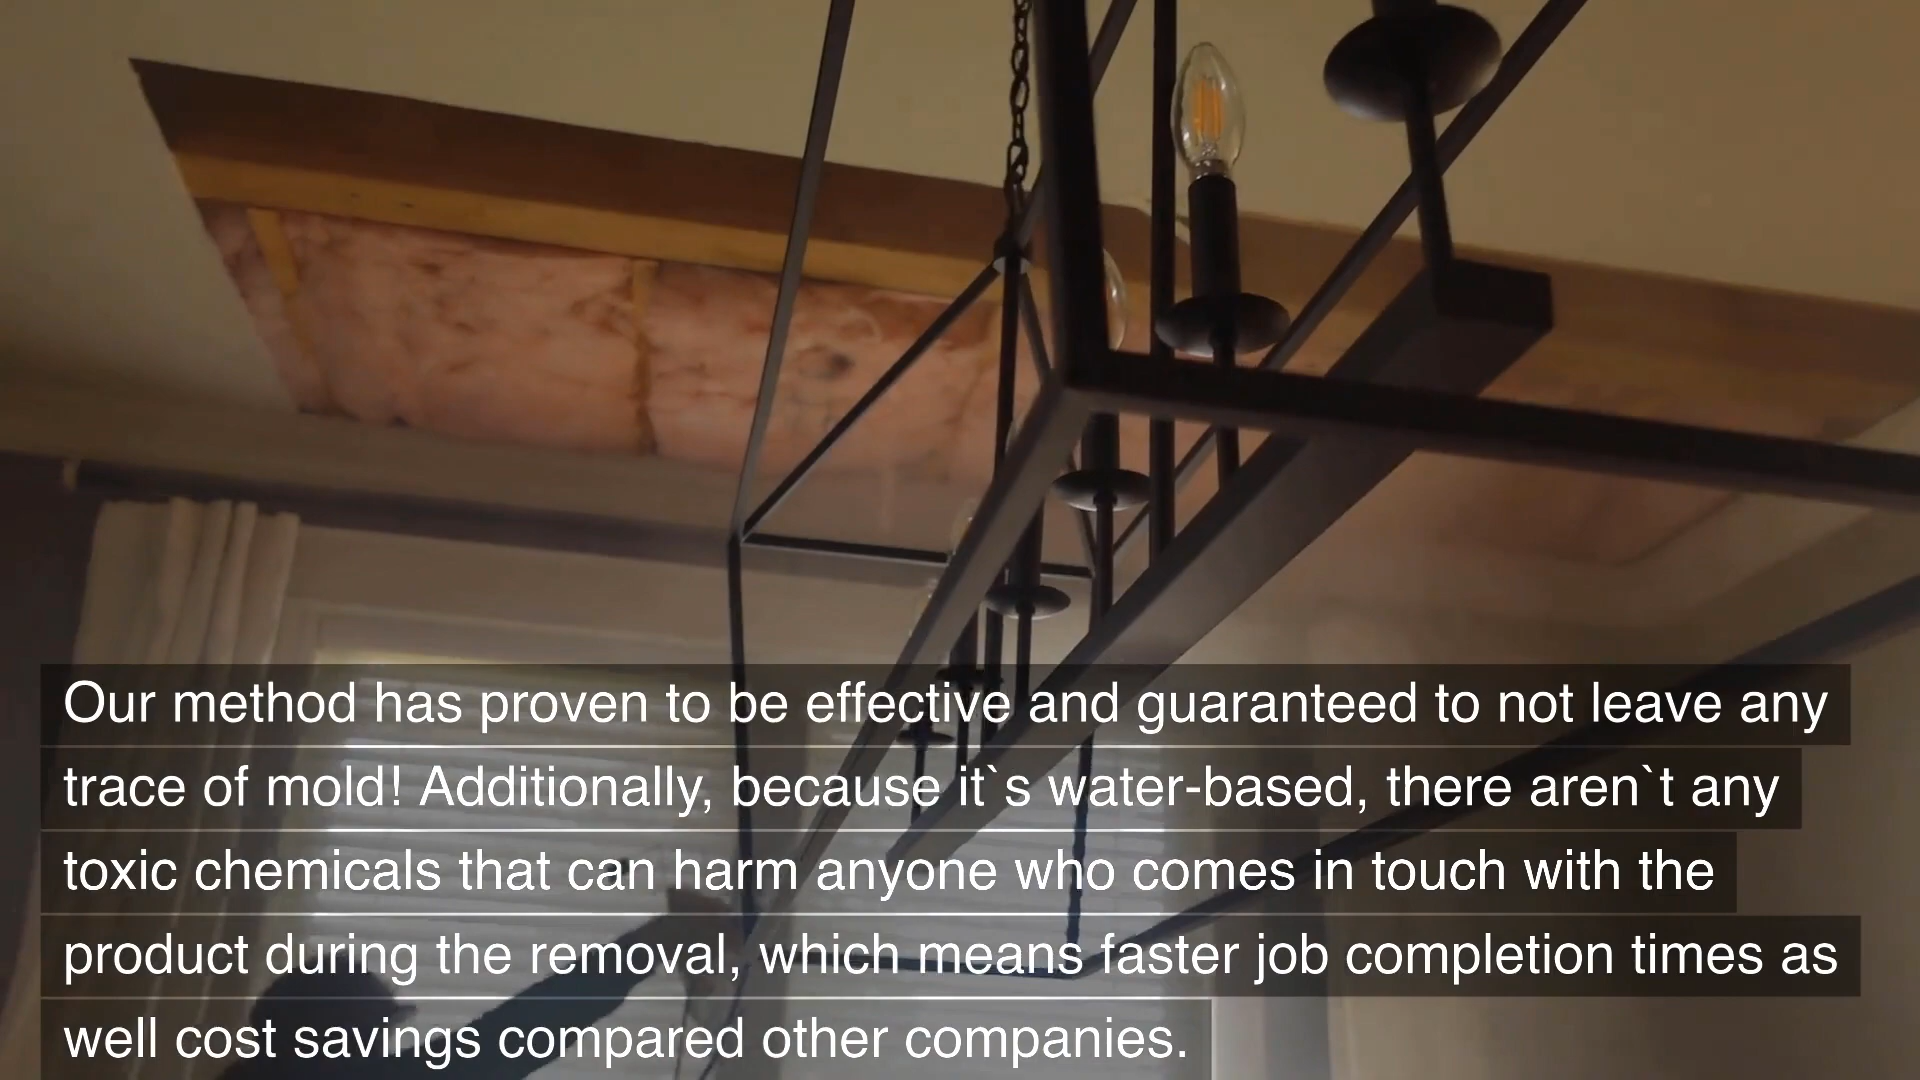 Our method has proven to be effective and guaranteed to not leave any
trace of mold! Additionally, because it`s water-based, there aren`t any
toxic chemicals that can harm anyone who comes in touch with the
product during the removal, which means faster job completion times as
well cost savings compared other companies.